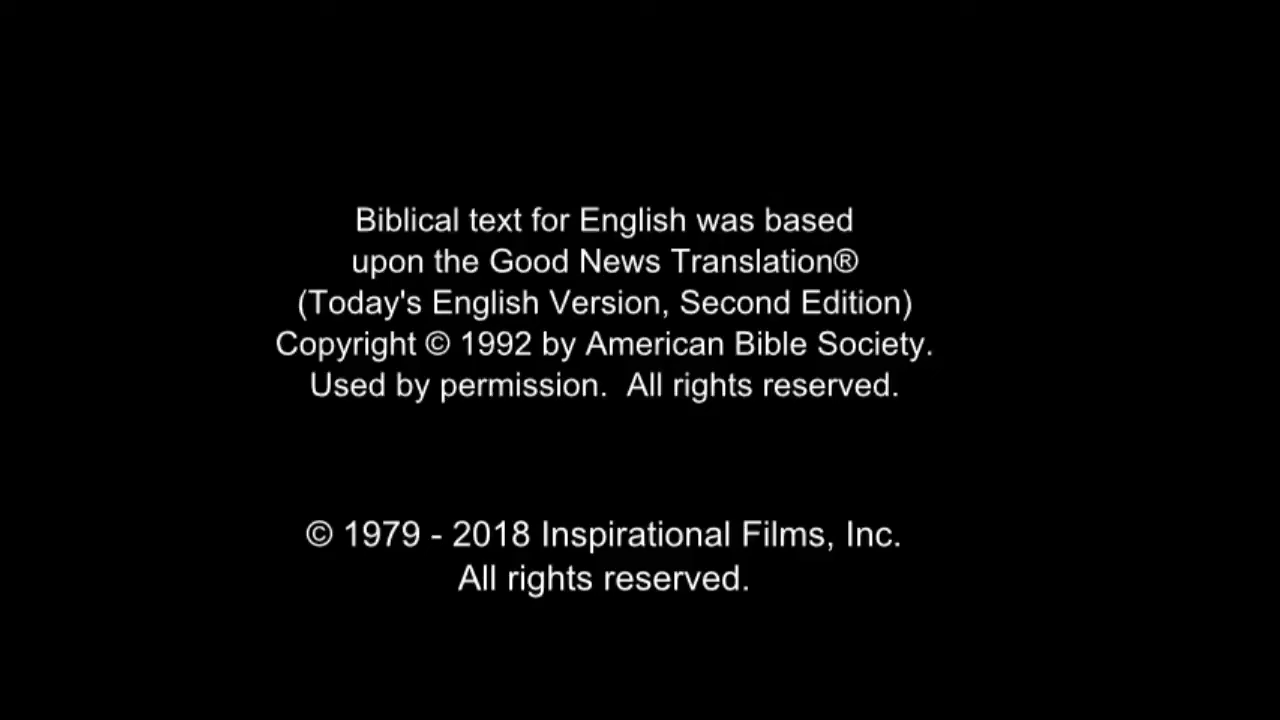 Biblical text for English was based
upon the Good News Translation®
(Today's English Version, Second Edition)
Copyright © 1992 by American Bible Society.
Used by permission.  All rights reserved.
© 1979 - 2018 Inspirational Films, Inc.
All rights reserved.